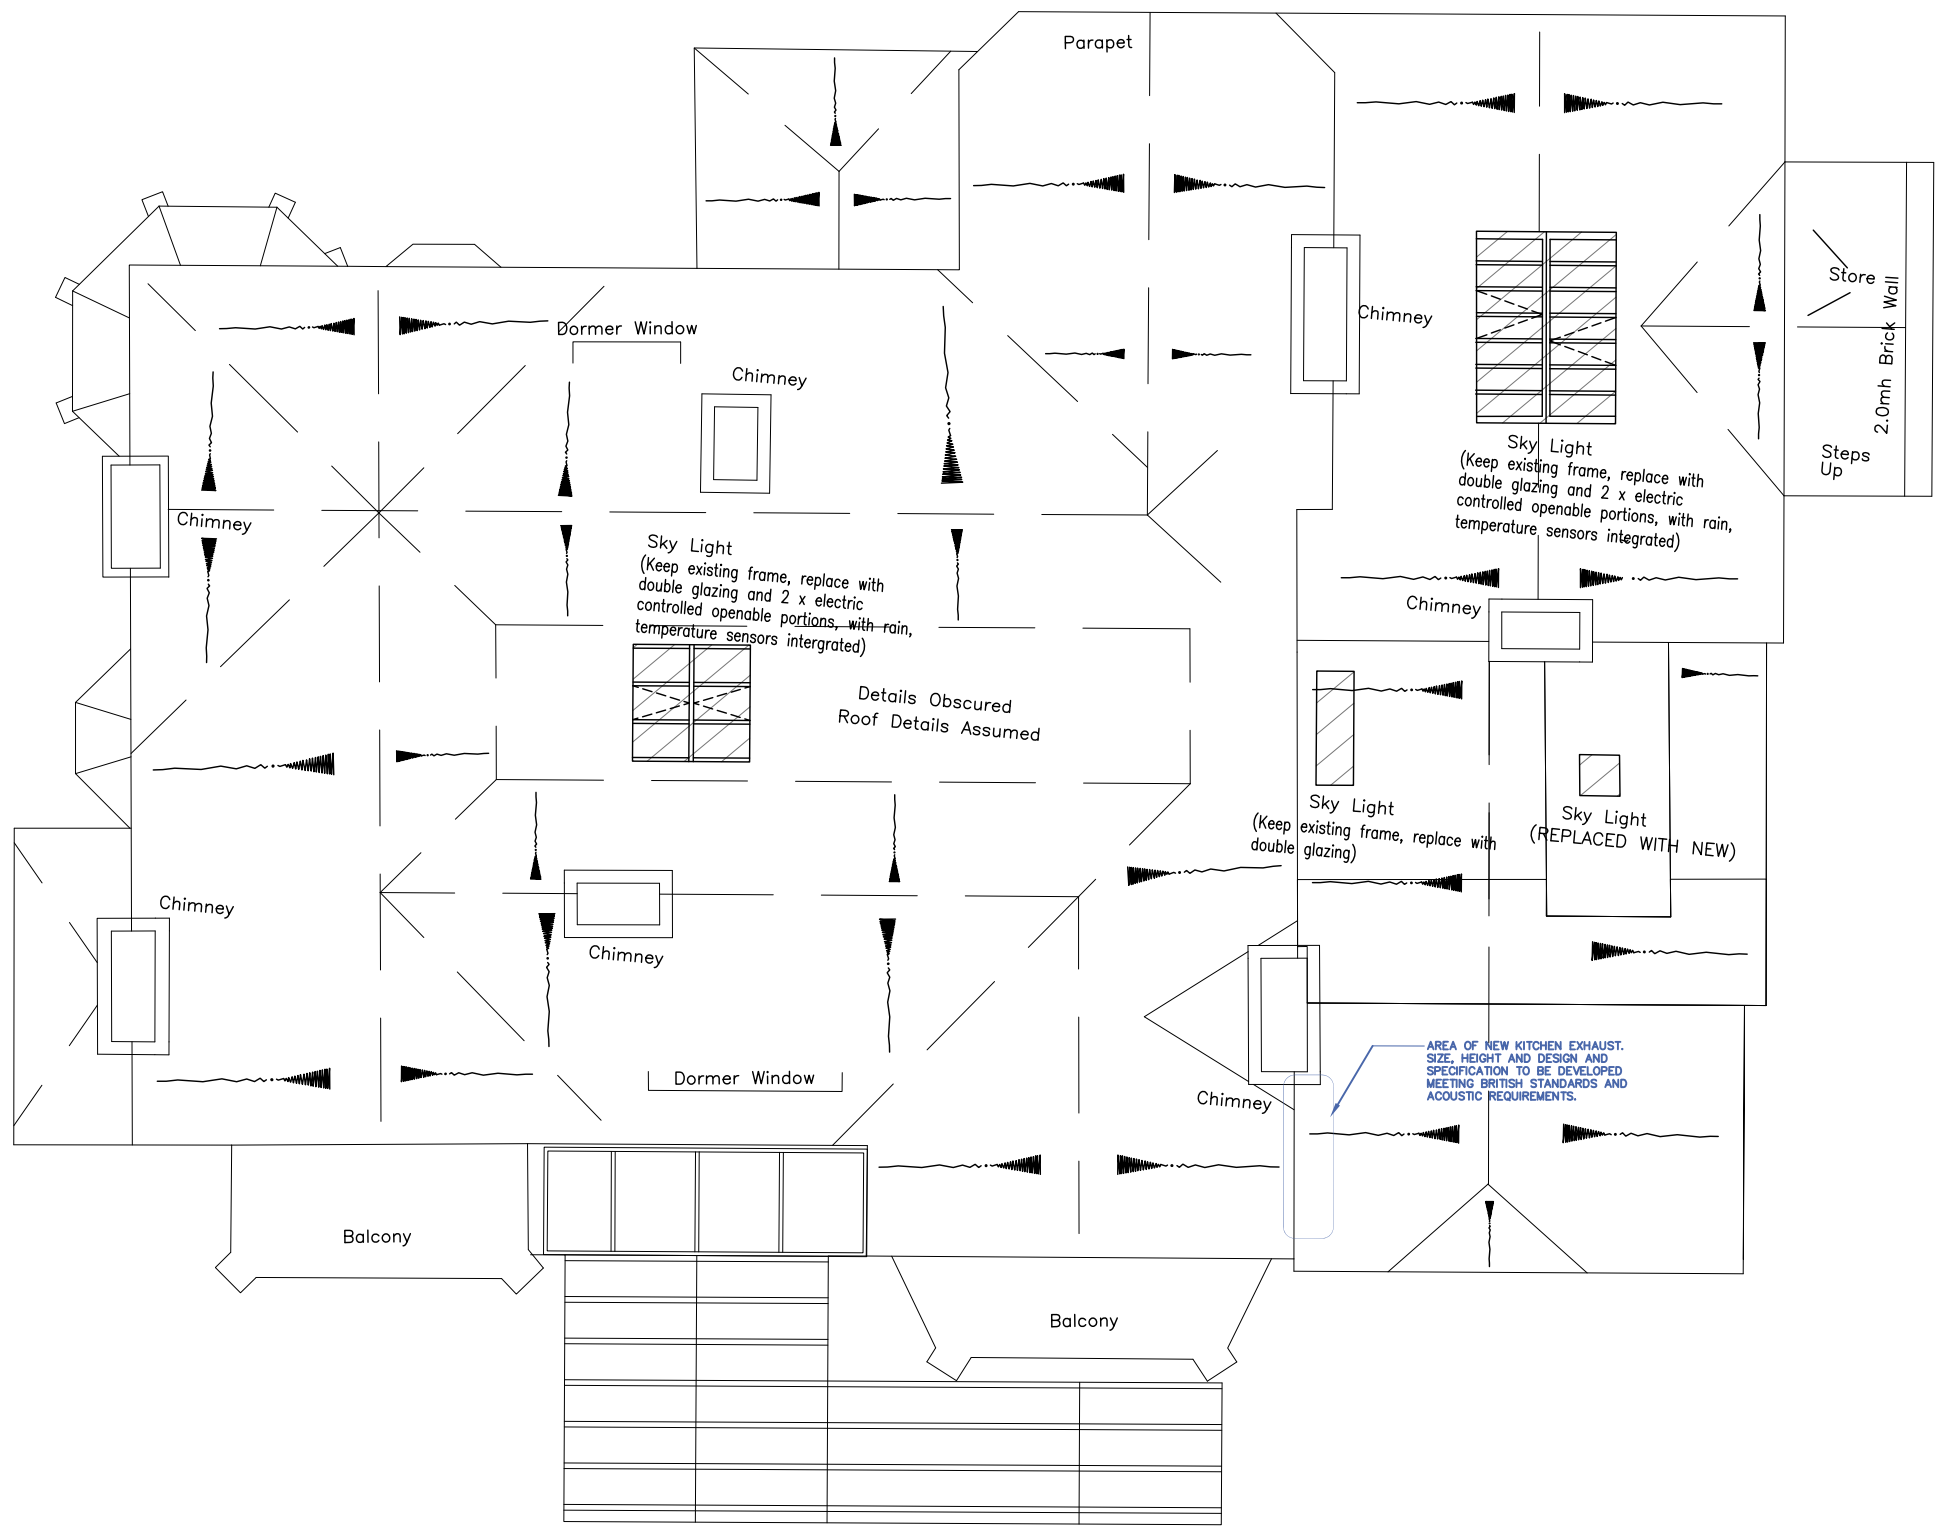 Parapet
Store
2.0mh Brick Wall
Steps
Up
Chimney
Dormer Window
Chimney
Sky Light
(Keep existing frame, replace with
double glazing and 2 x electric
controlled openable portions, with rain,
temperature sensors integrated)
Chimney
Sky Light
(Keep existing frame, replace with
double glazing and 2 x electric
controlled openable portions, with rain,
temperature sensors intergrated)
Chimney
Details Obscured
Roof Details Assumed
Sky Light
(Keep existing frame, replace with
double glazing)
Sky Light
(REPLACED WITH NEW)
Chimney
Chimney
Dormer Window
Chimney
AREA OF NEW KITCHEN EXHAUST.
SIZE, HEIGHT AND DESIGN AND
SPECIFICATION TO BE DEVELOPED
MEETING BRITISH STANDARDS AND
ACOUSTIC REQUIREMENTS.
Balcony
Balcony